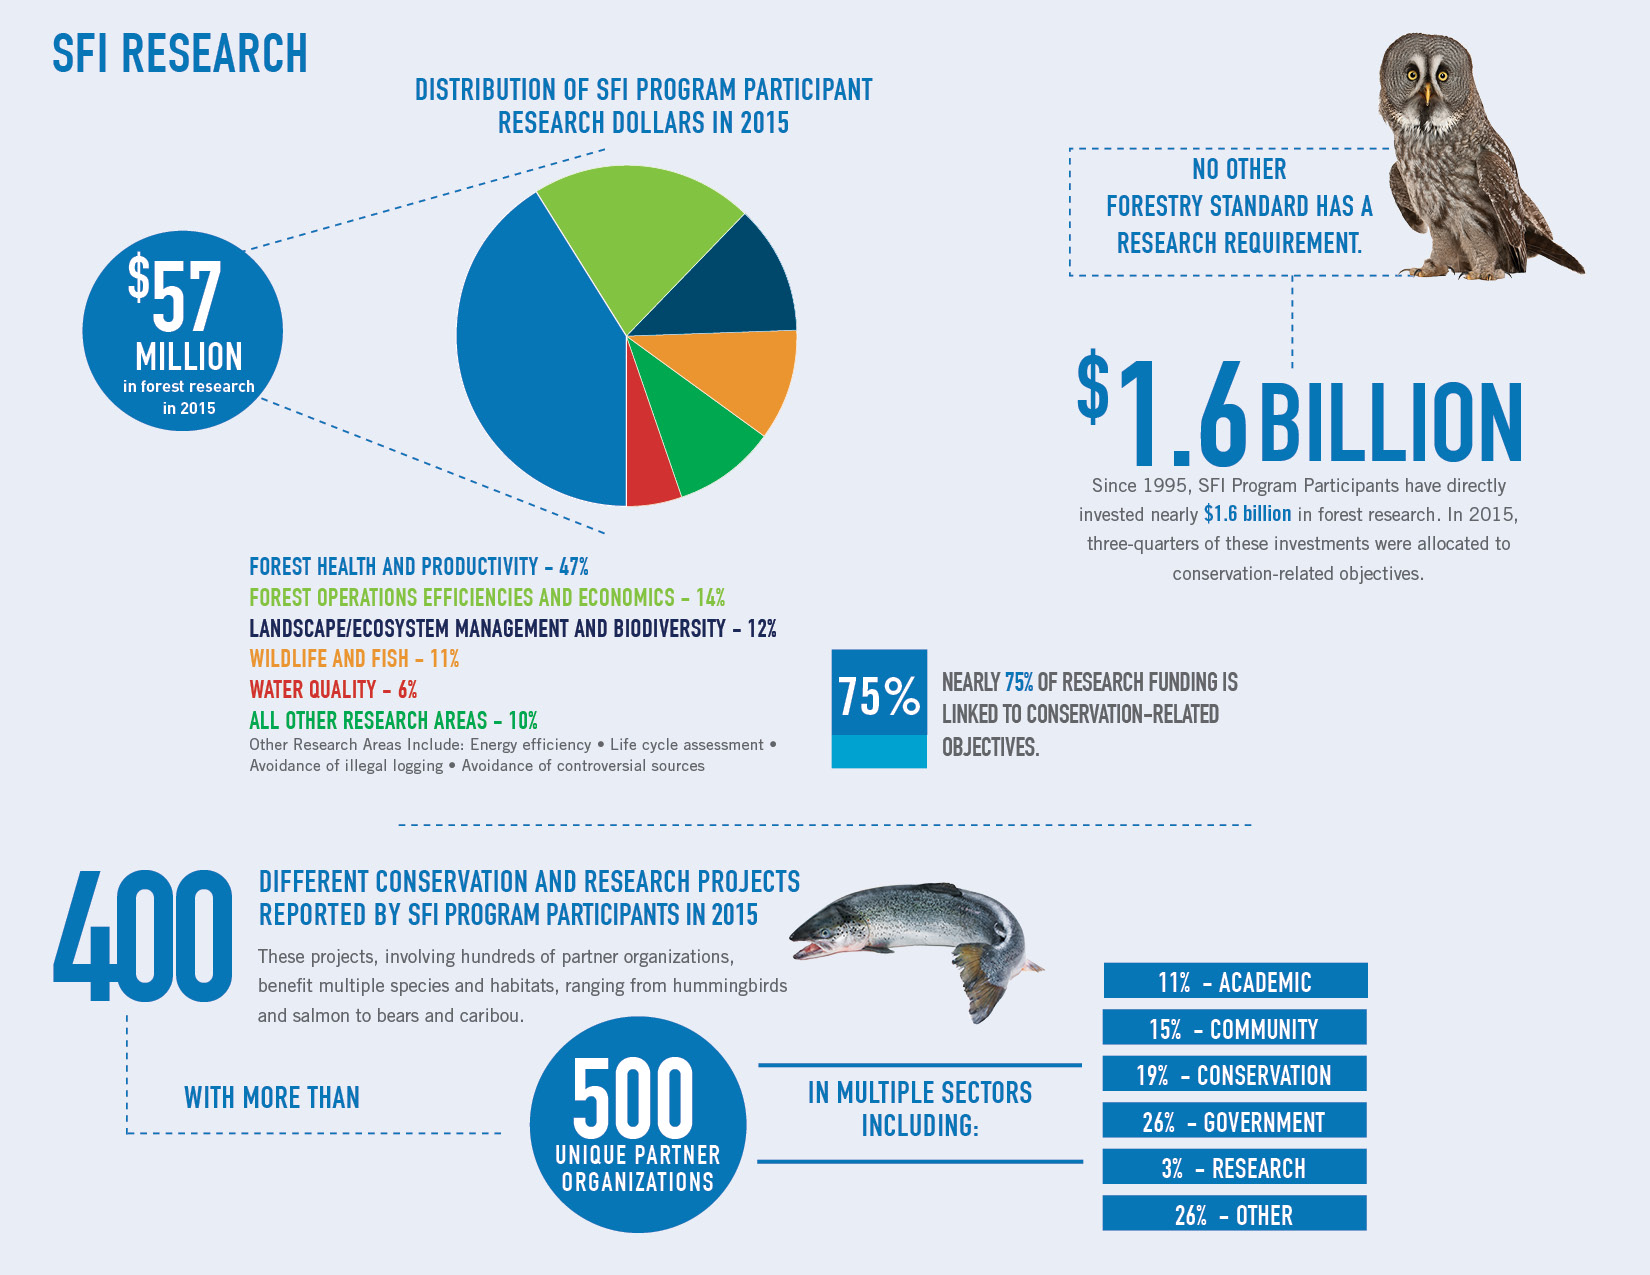 SFI RESEARCH
DISTRIBUTION OF SFI PROGRAM PARTICIPANT
RESEARCH DOLLARS IN 2015
$57
MILLION
in forest research
in 2015
NO OTHER
FORESTRY STANDARD HAS A
RESEARCH REQUIREMENT.
$1.6 BILLION
Since 1995, SFI Program Participants have directly
invested nearly $1.6 billion in forest research. In 2015,
three-quarters of these investments were allocated to
conservation-related objectives.
FOREST HEALTH AND PRODUCTIVITY - 47%
FOREST OPERATIONS EFFICIENCIES AND ECONOMICS - 14%
LANDSCAPE/ECOSYSTEM MANAGEMENT AND BIODIVERSITY - 12%
WILDLIFE AND FISH - 11%
WATER QUALITY - 6%
ALL OTHER RESEARCH AREAS - 10%
Other Research Areas Include: Energy efficiency • Life cycle assessment •
Avoidance of illegal logging • Avoidance of controversial sources
75%
NEARLY 75% OF RESEARCH FUNDING IS
LINKED TO CONSERVATION-RELATED
OBJECTIVES.
400
DIFFERENT CONSERVATION AND RESEARCH PROJECTS
REPORTED BY SFI PROGRAM PARTICIPANTS IN 2015
These projects, involving hundreds of partner organizations,
benefit multiple species and habitats, ranging from hummingbirds
and salmon to bears and caribou.
WITH MORE THAN
500
UNIQUE PARTNER
ORGANIZATIONS
IN MULTIPLE SECTORS
INCLUDING:
11% - ACADEMIC
15% - COMMUNITY
19% - CONSERVATION
26% - GOVERNMENT
3% - RESEARCH
26% - OTHER